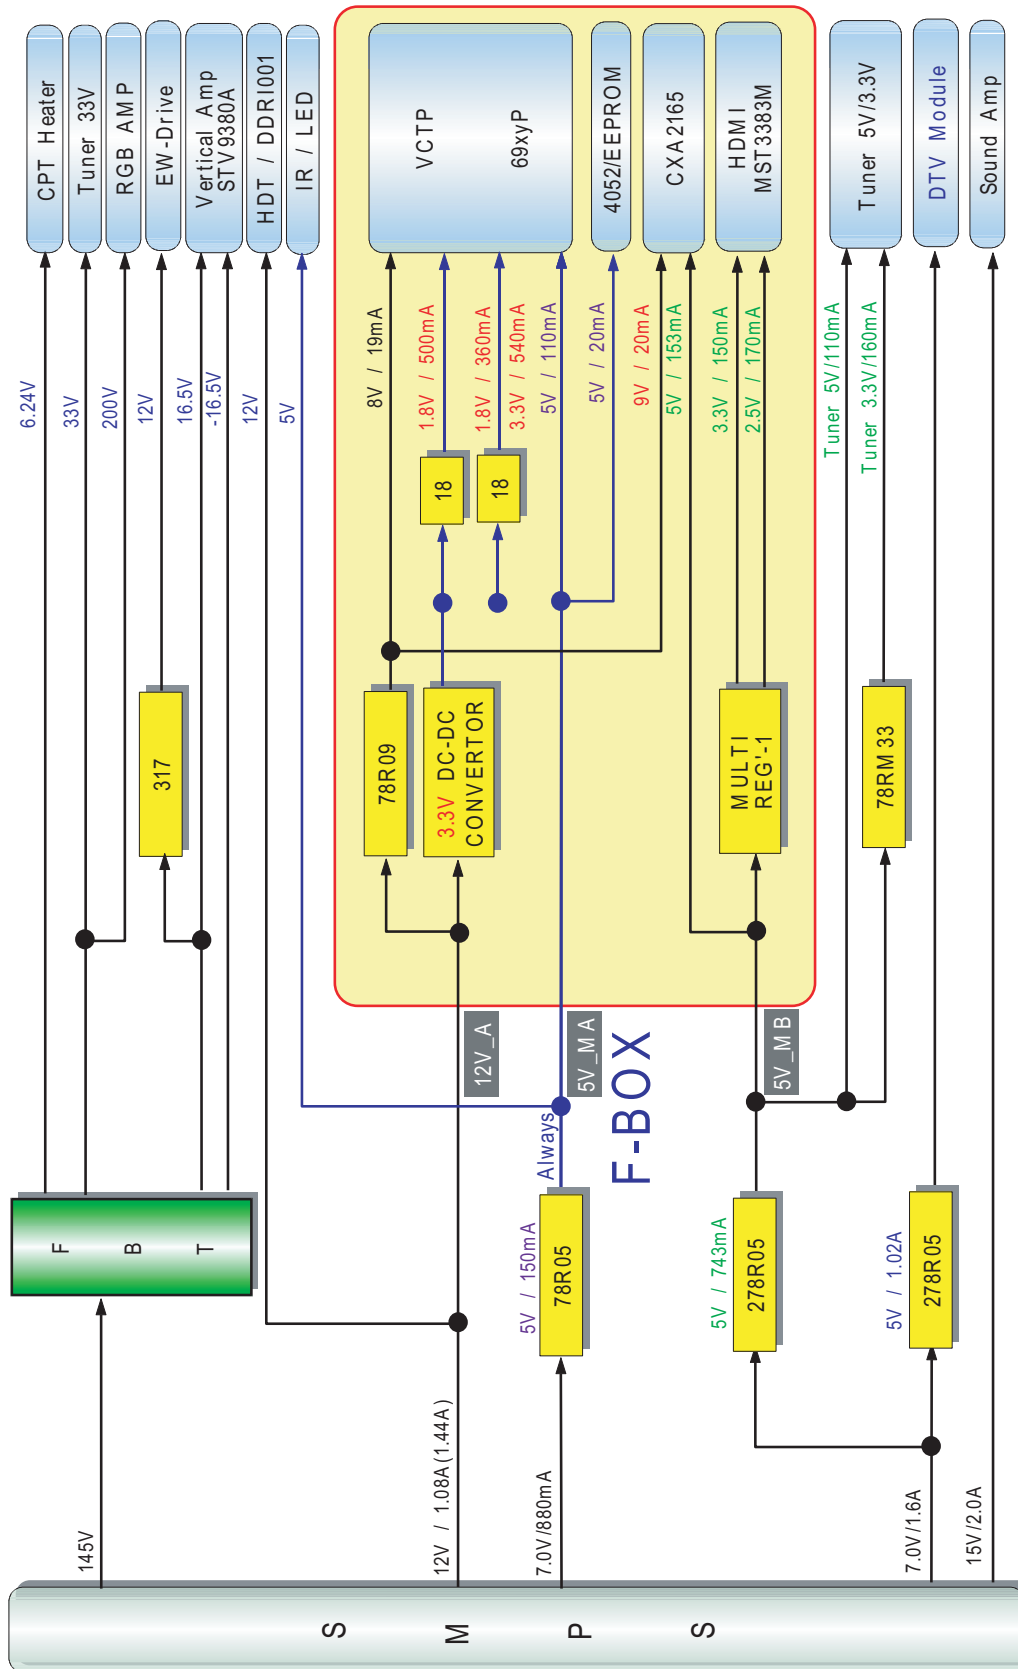 CPT Heater
Tuner 33V
RGB AMP
EW-Drive
Vertical Amp
STV9380A
HDT / DDRI001
IR / LED
VCTP
69xyP
4052/EEPROM
CXA2165
HDMI
MST3383M
Tuner 5V/3.3V
DTV Module
Sound Amp
6.24V
33V
200V
12V
16.5V
-16.5V
12V
5V
8V / 19mA
1.8V / 500mA
1.8V / 360mA
3.3V / 540mA
5V / 110mA
5V / 20mA
9V / 20mA
5V / 153mA
3.3V / 150mA
2.5V / 170mA
Tuner 5V/110mA
Tuner 3.3V/160mA
18
18
317
78R09
3.3V DC-DC
CONVERTOR
MULTI
REG'-1
78RM33
12V_A
5V_MA
5V_MB
F-BOX
Always
F B T
5V / 150mA
78R05
5V / 743mA
278R05
5V / 1.02A
278R05
145V
12V / 1.08A(1.44A)
7.0V/880mA
7.0V/1.6A
15V/2.0A
S M P S